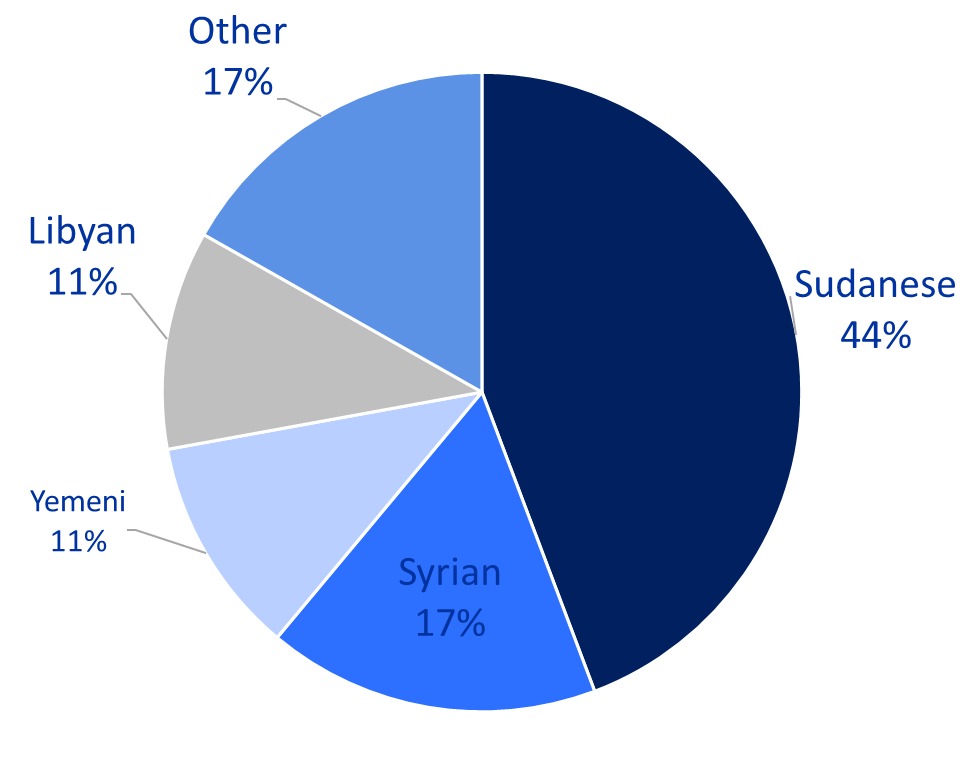 Other
17%
Libyan
11%
Sudanese
44%
Yemeni
11%
Syrian
17%